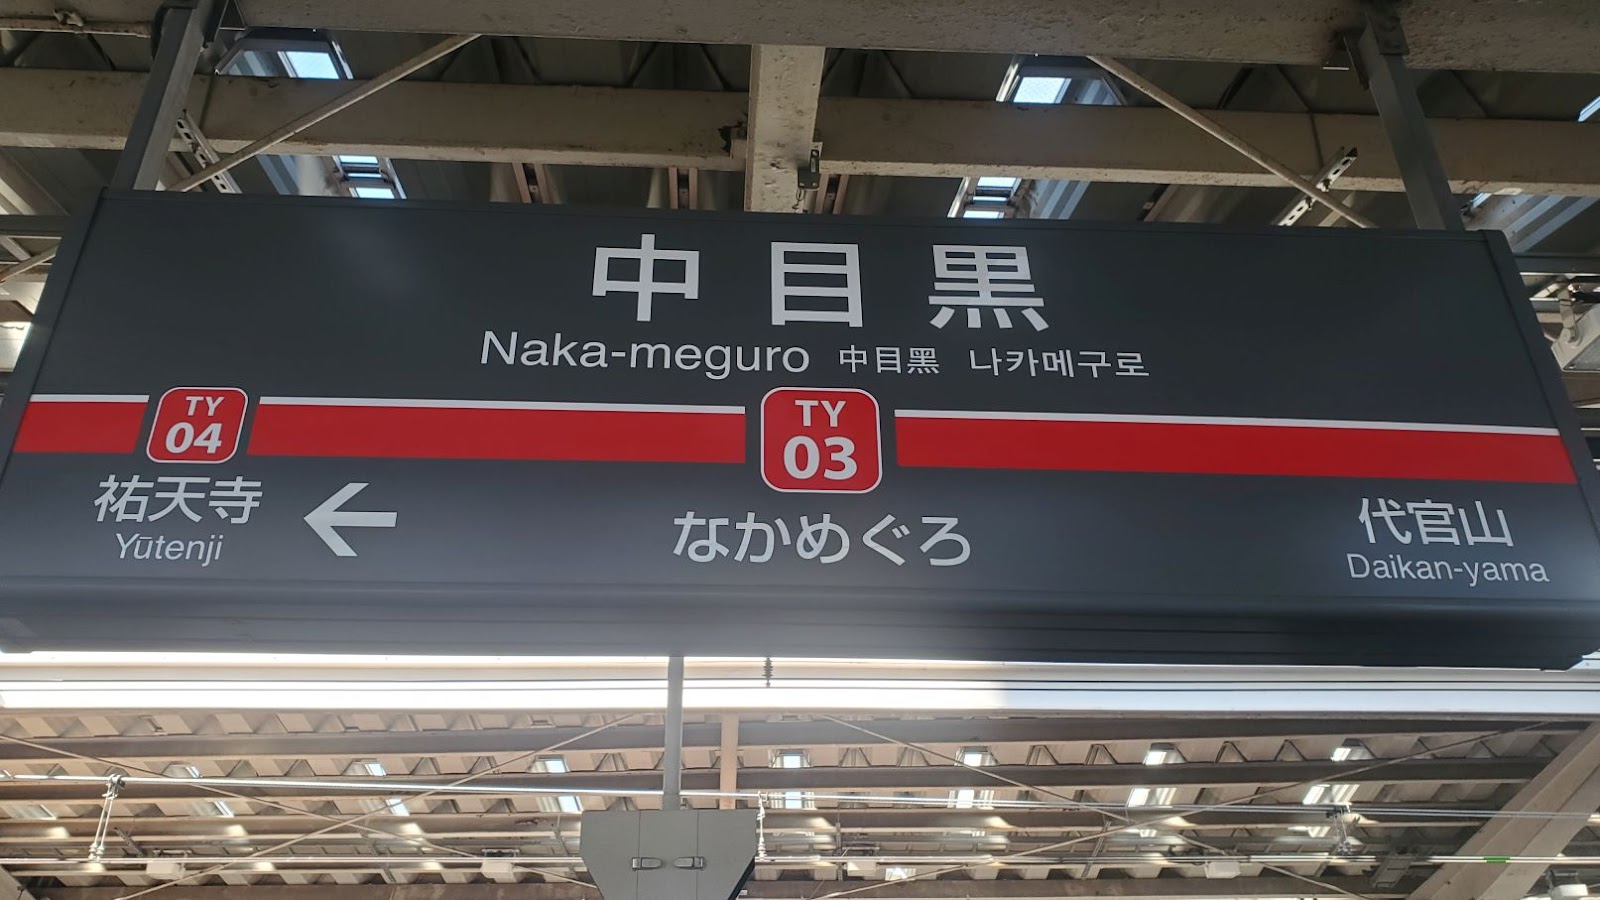 中目黒
Naka-meguro 中目黑 나카메구로
TY
04
TY
03
祐天寺
Yūtenji
←
なかめぐろ
代官山
Daikan-yama